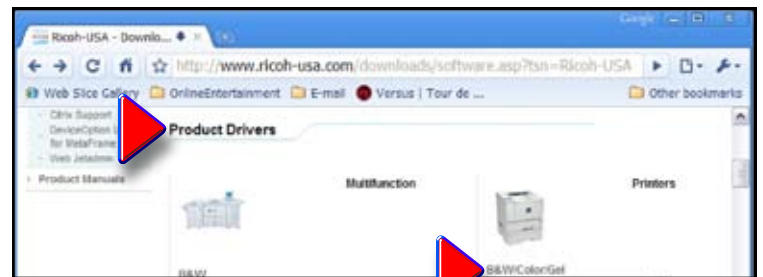 Google
Ricoh-USA - Downlo...
http://www.ricoh-usa.com/downloads/software.asp?tsn=Ricoh-USA
Web Slice Gallery OnlineEntertainment E-mail Versus | Tour de ... Other bookmarks
Citrix Support
DeviceOption
for MetaFrame
Web Jetadmin
Product Drivers
Product Manuals
Multifunction
Printers
B&W
B&W/Color/Gel